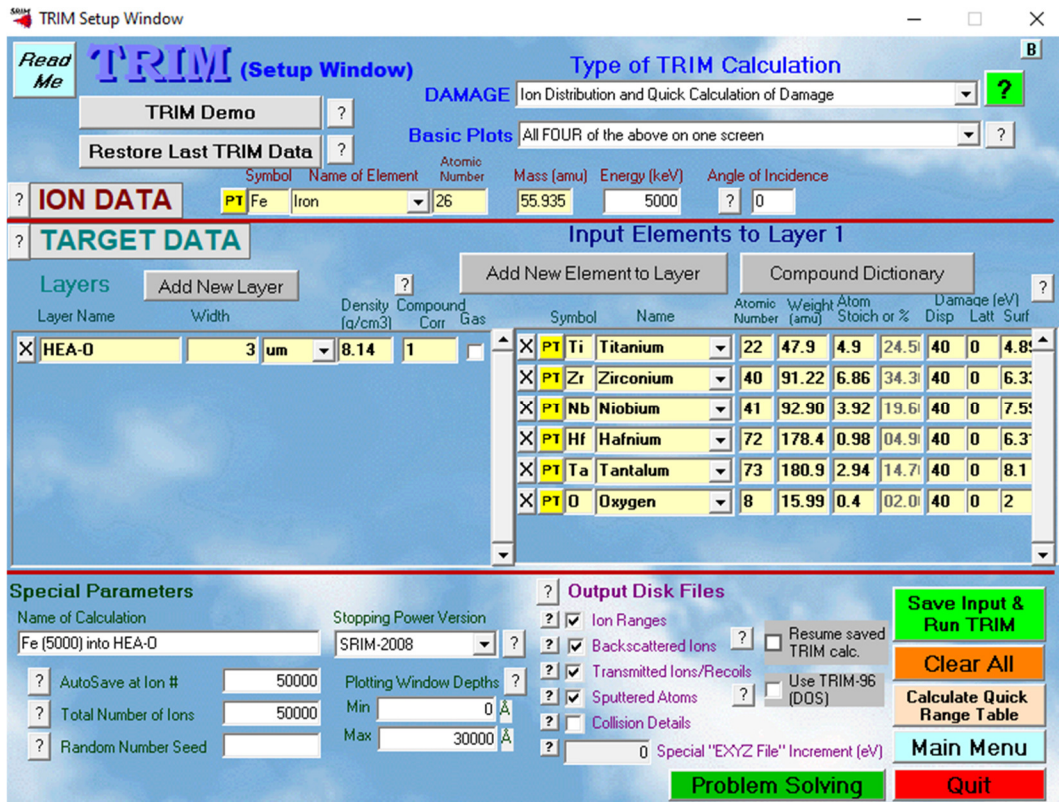 SRIM TRIM Setup Window
B
Read Me
TRIM (Setup Window)
Type of TRIM Calculation
TRIM Demo ?
DAMAGE Ion Distribution and Quick Calculation of Damage ?
Restore Last TRIM Data ?
Basic Plots All FOUR of the above on one screen ?
Symbol Name of Element Atomic Number Mass (amu) Energy (keV) Angle of Incidence
? ION DATA PT Fe Iron 26 55.935 5000 ? 0
? TARGET DATA
Input Elements to Layer 1
Layers Add New Layer ?
Add New Element to Layer Compound Dictionary ?
Layer Name Width Density (g/cm3) Compound Corr Gas
Symbol Name Atomic Number Weight (amu) Atom Stoich or % Damage (eV) Disp Latt Surf
X HEA-O 3 um 8.14 1
X PT Ti Titanium 22 47.9 4.9 24.5 40 0 4.89
X PT Zr Zirconium 40 91.22 6.86 34.3 40 0 6.33
X PT Nb Niobium 41 92.90 3.92 19.6 40 0 7.59
X PT Hf Hafnium 72 178.4 0.98 04.9 40 0 6.3
X PT Ta Tantalum 73 180.9 2.94 14.7 40 0 8.1
X PT O Oxygen 8 15.99 0.4 02.0 40 0 2
Special Parameters
Name of Calculation
Fe (5000) into HEA-O
Stopping Power Version
SRIM-2008 ?
? AutoSave at Ion # 50000
? Total Number of Ions 50000
? Random Number Seed
Plotting Window Depths ?
Min 0 Å
Max 30000 Å
? Output Disk Files
? Ion Ranges
? Backscattered Ions
? Transmitted Ions/Recoils
? Sputtered Atoms
? Collision Details
? 0 Special "EXYZ File" Increment (eV)
? Resume saved TRIM calc.
? Use TRIM-96 (DOS)
Problem Solving
Save Input & Run TRIM
Clear All
Calculate Quick Range Table
Main Menu
Quit